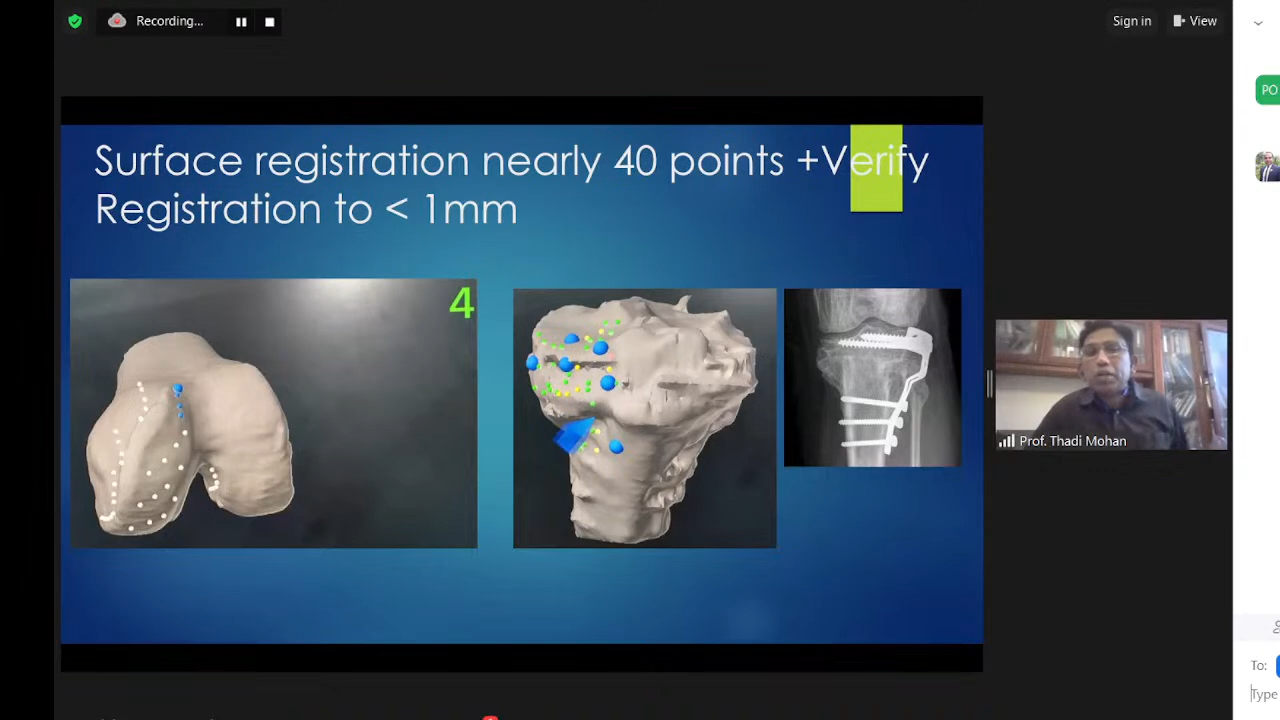 Recording...
Sign in
View
PO
Surface registration nearly 40 points +Verify
Registration to < 1mm
4
Prof. Thadi Mohan
To:
Type